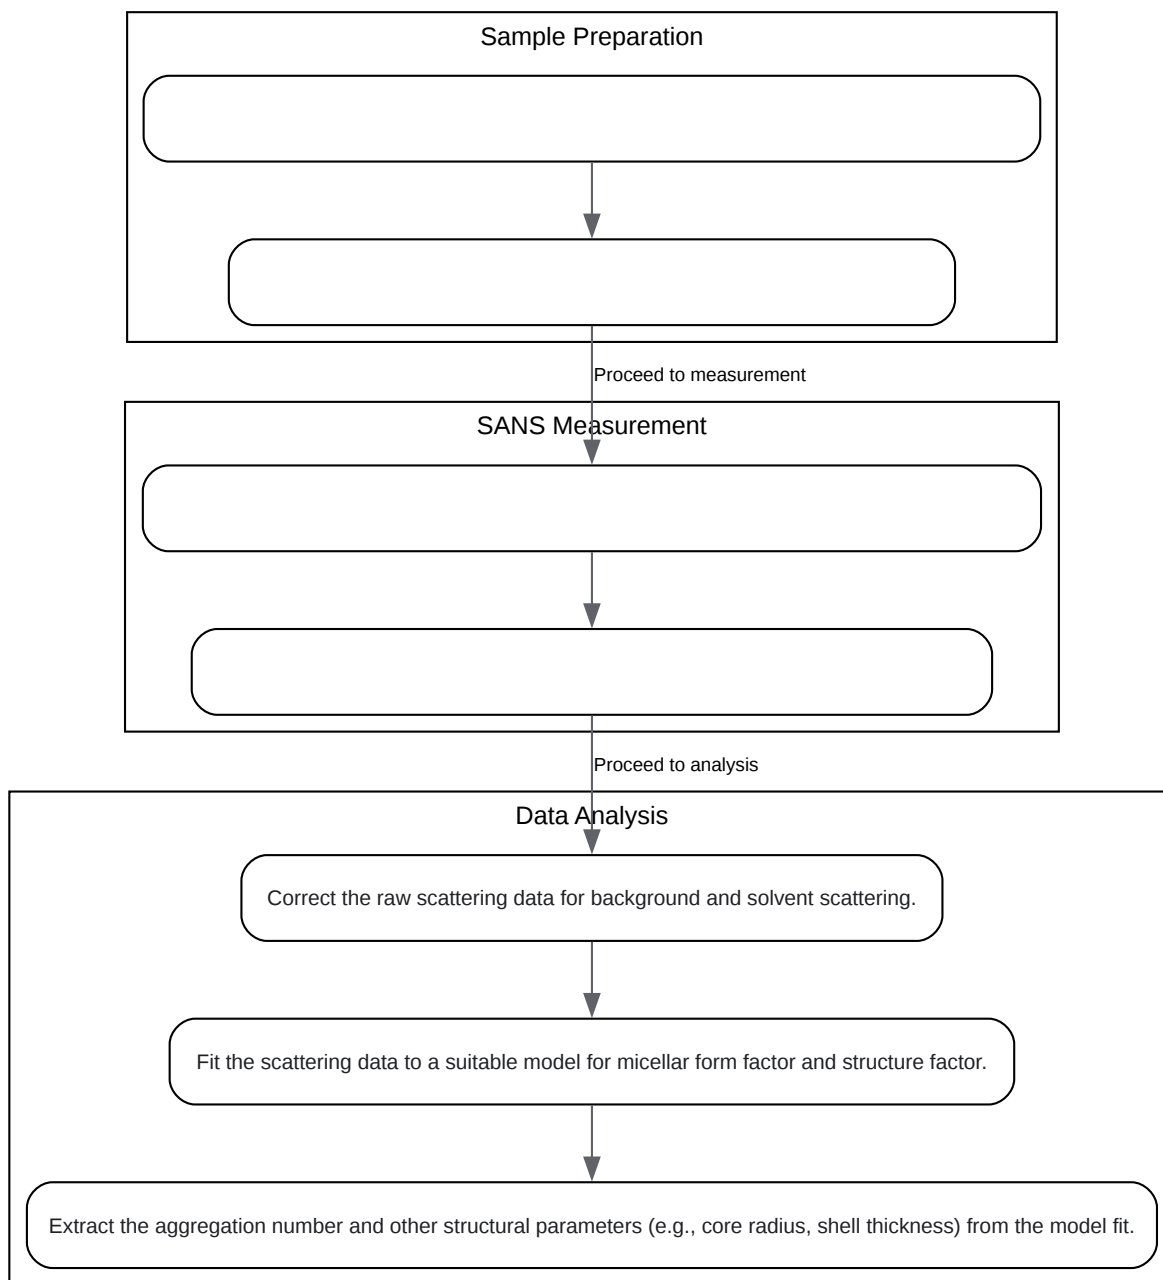 Sample Preparation
Proceed to measurement
SANS Measurement
Proceed to analysis
Data Analysis
Correct the raw scattering data for background and solvent scattering.
Fit the scattering data to a suitable model for micellar form factor and structure factor.
Extract the aggregation number and other structural parameters (e.g., core radius, shell thickness) from the model fit.